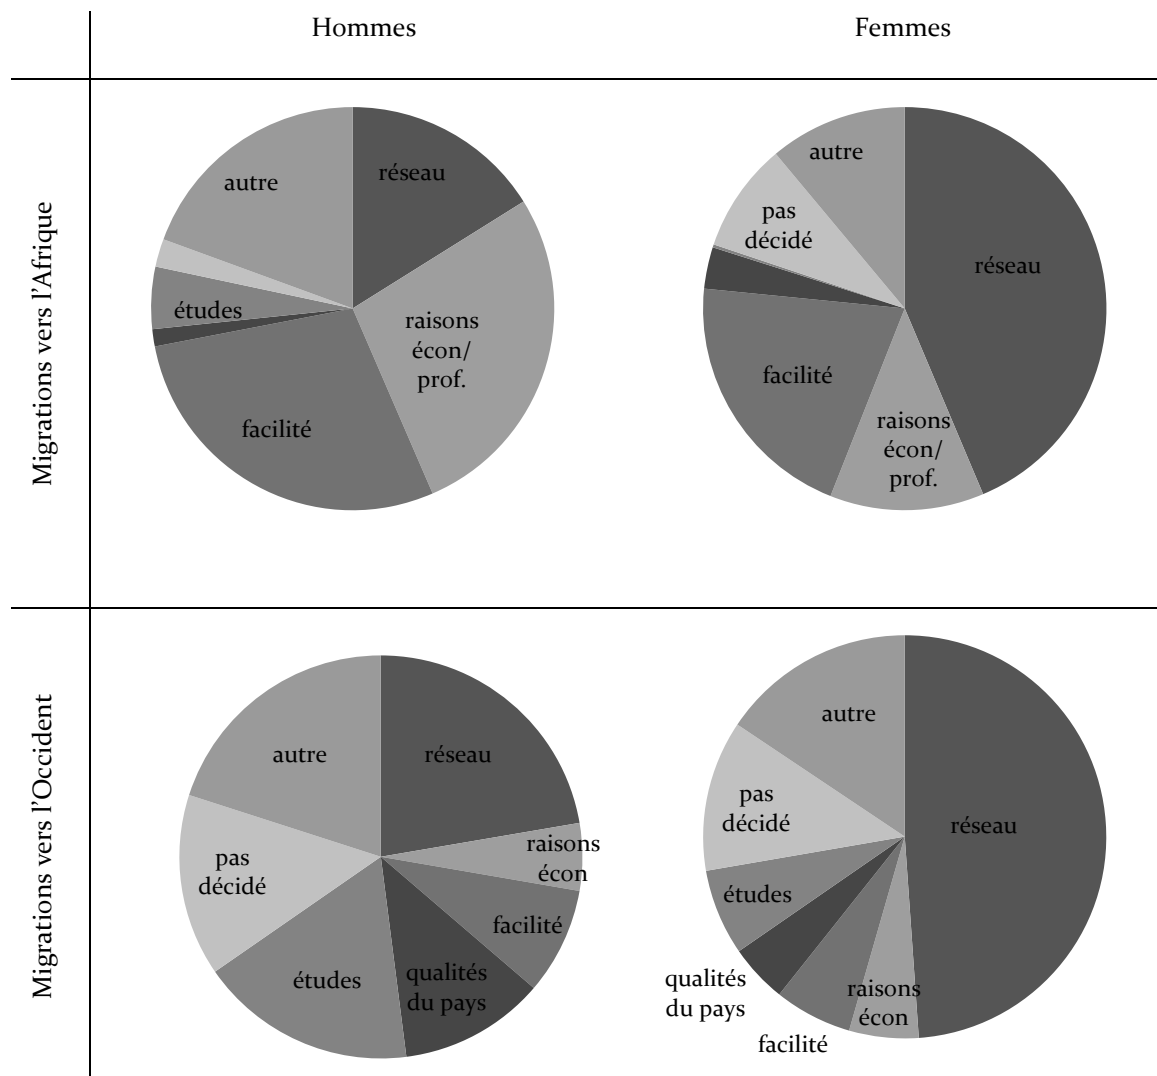 Hommes
Femmes
Migrations vers l'Afrique
autre
réseau
études
raisons
écon/
prof.
facilité
autre
pas
décidé
réseau
facilité
raisons
écon/
prof.
Migrations vers l'Occident
autre
réseau
raisons
écon
pas
décidé
facilité
études
qualités
du pays
autre
pas
décidé
réseau
études
qualités
du pays
raisons
écon
facilité